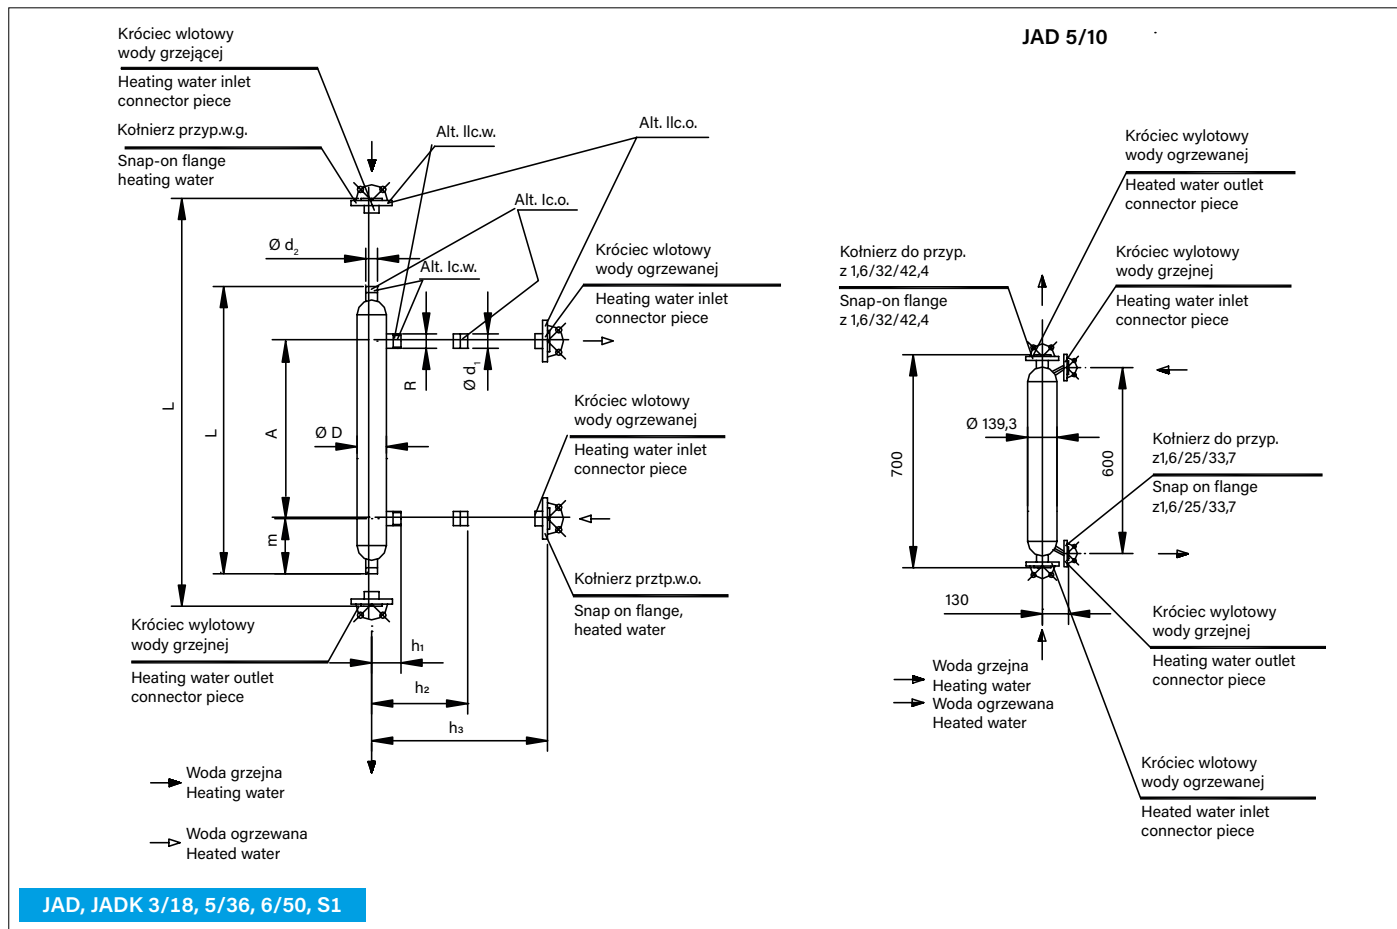 Króciec wlotowy
wody grzejącej
Heating water inlet
connector piece
Kołnierz przyp.w.g.
Snap-on flange
heating water
Alt. llc.w.
Alt. llc.o.
Alt. lc.o.
Alt. lc.w.
Ø d₂
Króciec wlotowy
wody ogrzewanej
Heating water inlet
connector piece
R
Ø d₁
L
L
A
Ø D
m
Króciec wlotowy
wody ogrzewanej
Heating water inlet
connector piece
Kołnierz prztp.w.o.
Snap on flange,
heated water
Króciec wylotowy
wody grzejnej
Heating water outlet
connector piece
h₁
h₂
h₃
Woda grzejna
Heating water
Woda ogrzewana
Heated water
JAD, JADK 3/18, 5/36, 6/50, S1
JAD 5/10
Króciec wylotowy
wody ogrzewanej
Heated water outlet
connector piece
Kołnierz do przyp.
z 1,6/32/42,4
Snap-on flange
z 1,6/32/42,4
Króciec wylotowy
wody grzejnej
Heating water inlet
connector piece
Ø 139,3
700
600
Kołnierz do przyp.
z1,6/25/33,7
Snap on flange
z1,6/25/33,7
130
Króciec wylotowy
wody grzejnej
Heating water outlet
connector piece
Woda grzejna
Heating water
Woda ogrzewana
Heated water
Króciec wlotowy
wody ogrzewanej
Heated water inlet
connector piece